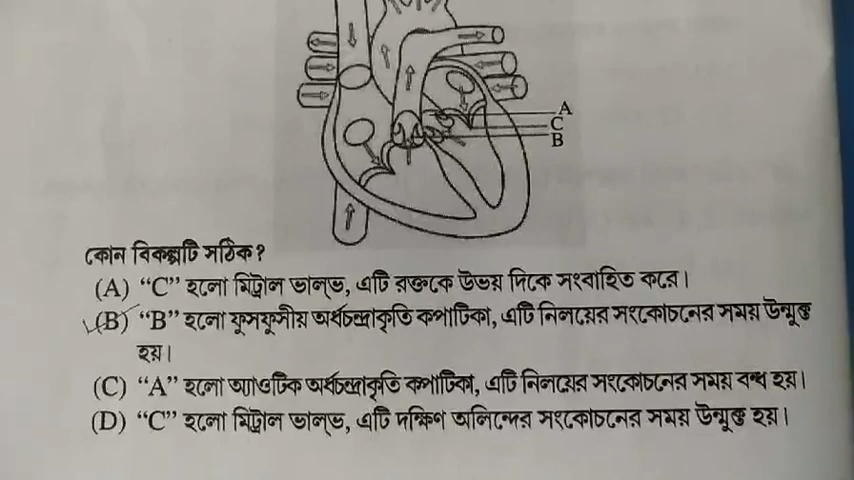 A
C
B
কোন বিকল্পটি সঠিক?
(A) “C” হলো মিট্রাল ভাল্‌ভ, এটি রক্তকে উভয় দিকে সংবাহিত করে।
(B) “B” হলো ফুসফুসীয় অর্ধচন্দ্রাকৃতি কপাটিকা, এটি নিলয়ের সংকোচনের সময় উন্মুক্ত
হয়।
(C) “A” হলো অ্যাওটিক অর্ধচন্দ্রাকৃতি কপাটিকা, এটি নিলয়ের সংকোচনের সময় বন্ধ হয়।
(D) “C” হলো মিট্রাল ভাল্‌ভ, এটি দক্ষিণ অলিন্দের সংকোচনের সময় উন্মুক্ত হয়।